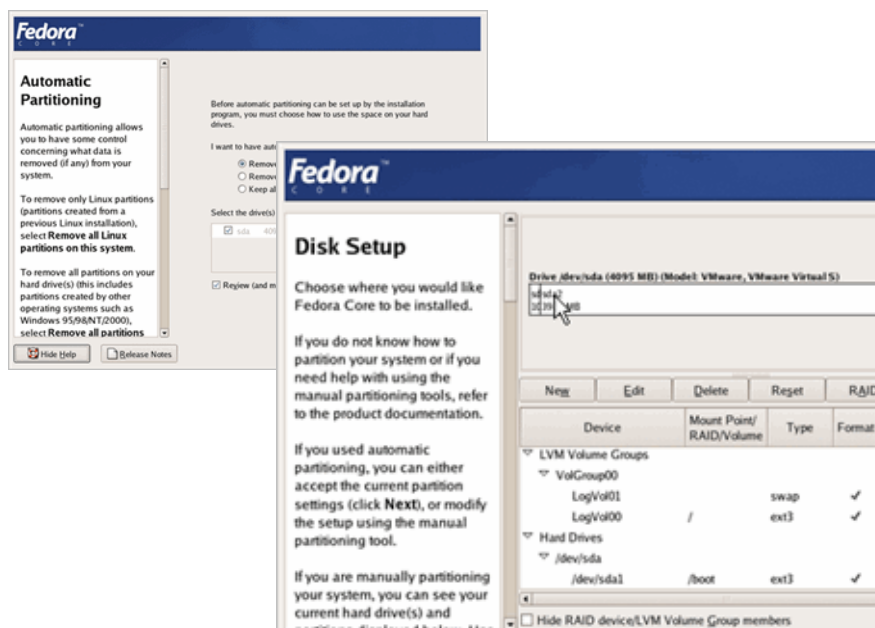 Fedora™
CORE
Automatic
Partitioning
Automatic partitioning allows
you to have some control
concerning what data is
removed (if any) from your
system.
To remove only Linux partitions
(partitions created from a
previous Linux installation),
select Remove all Linux
partitions on this system.
To remove all partitions on your
hard drive(s) (this includes
partitions created by other
operating systems such as
Windows 95/98/NT/2000),
select Remove all partitions
Hide Help
Release Notes
Before automatic partitioning can be set up by the installation
program, you must choose how to use the space on your hard
drives.
I want to have
Remove
Keep
Select the drive(s)
sda
Review (and
Fedora™
CORE
Disk Setup
Choose where you would like
Fedora Core to be installed.
If you do not know how to
partition your system or if you
need help with using the
manual partitioning tools, refer
to the product documentation.
If you used automatic
partitioning, you can either
accept the current partition
settings (click Next), or modify
the setup using the manual
partitioning tool.
If you are manually partitioning
your system, you can see your
current hard drive(s) and
Drive /dev/sda (4095 MB) (Model: VMware, VMware Virtual S)
sda2
MB
New Edit Delete Reset RAID
Device Mount Point/
RAID/Volume Type Format
LVM Volume Groups
VolGroup00
LogVol01 swap ✓
LogVol00 / ext3 ✓
Hard Drives
/dev/sda
/dev/sda1 /boot ext3 ✓
Hide RAID device/LVM Volume Group members